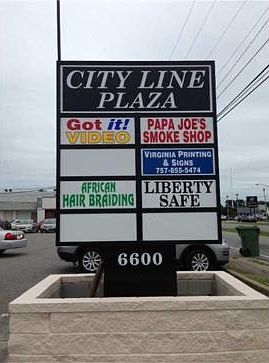 CITY LINE
PLAZA
Got it!
VIDEO
PAPA JOE'S
SMOKE SHOP
VIRGINIA PRINTING
& SIGNS
757-855-5474
AFRICAN
HAIR BRAIDING
LIBERTY
SAFE
6600